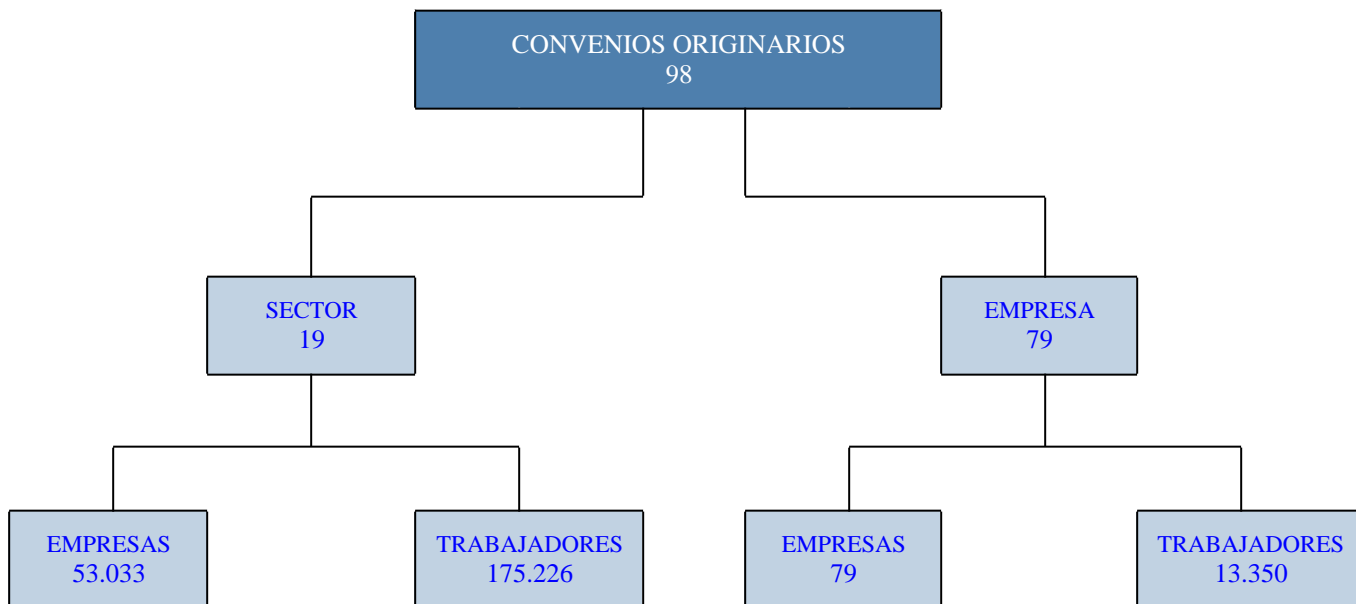 CONVENIOS ORIGINARIOS
98
SECTOR
19
EMPRESA
79
EMPRESAS
53.033
TRABAJADORES
175.226
EMPRESAS
79
TRABAJADORES
13.350